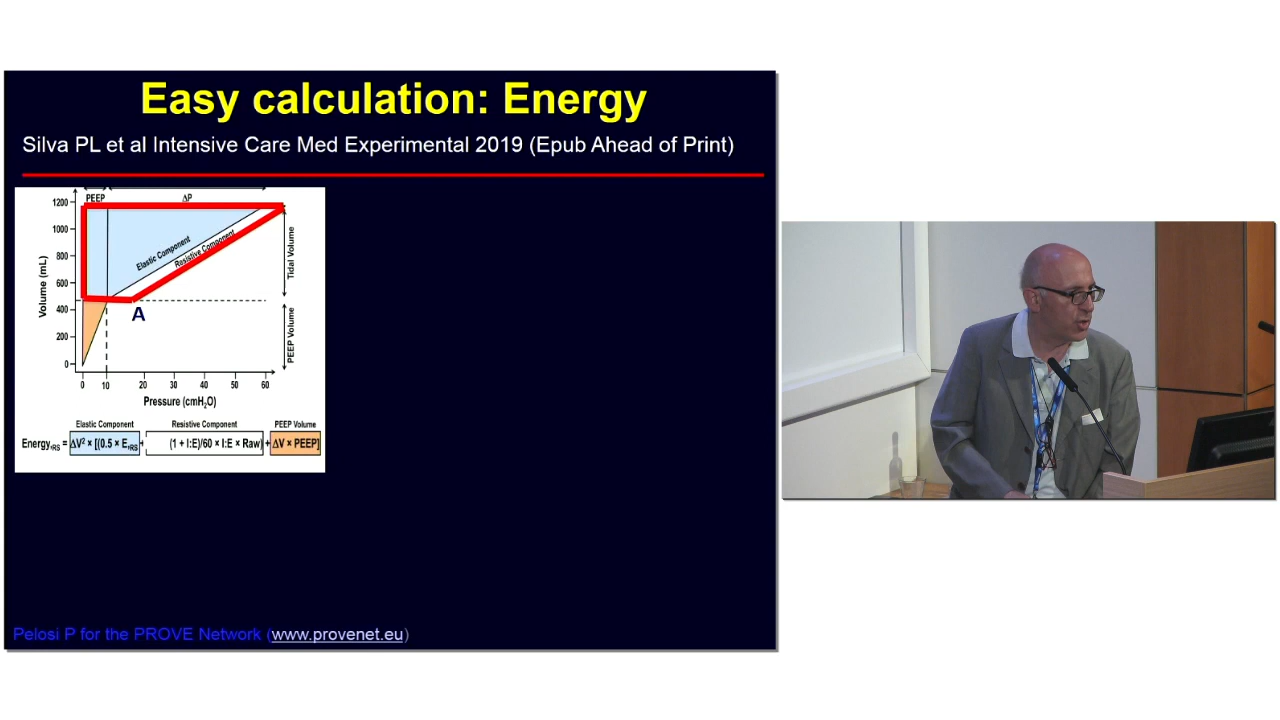 Easy calculation: Energy
Silva PL et al Intensive Care Med Experimental 2019 (Epub Ahead of Print)
PEEP ΔP
1200
1000
800
600
400
200
0
Volume (mL)
Elastic Component
Resistive Component
Tidal Volume
PEEP Volume
A
0 10 20 30 40 50 60
Pressure (cmH2O)
Elastic Component Resistive Component PEEP Volume
EnergyrRS = ΔV² × [(0.5 × ErRS + (1 + I:E)/60 × I:E × Raw) + ΔV × PEEP]
Pelosi P for the PROVE Network (www.provenet.eu)